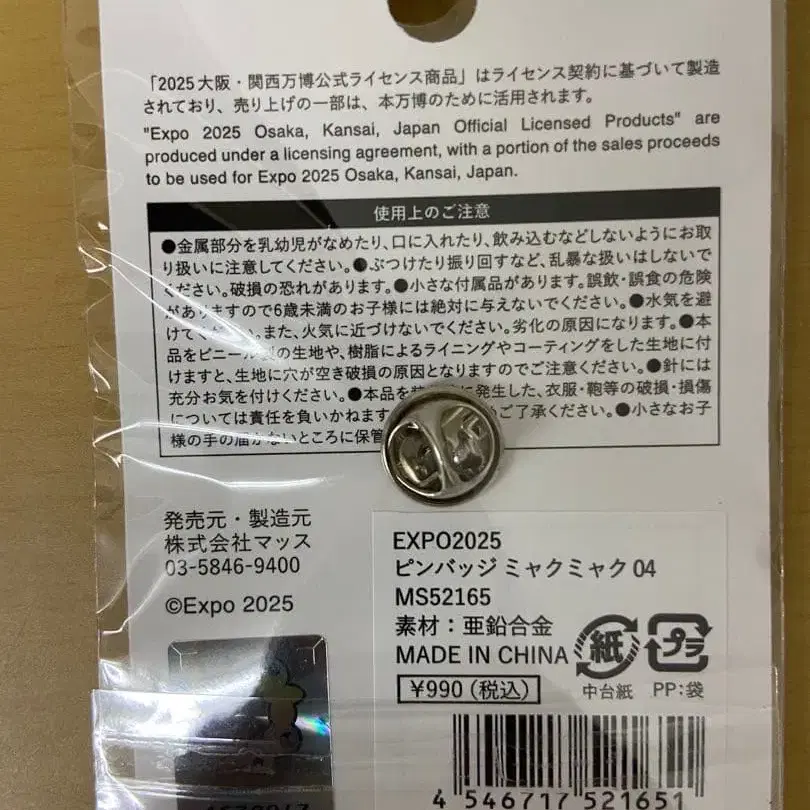 「2025大阪・関西万博公式ライセンス商品」はライセンス契約に基づいて製造
されており、売り上げの一部は、本万博のために活用されます。
"Expo 2025 Osaka, Kansai, Japan Official Licensed Products" are
produced under a licensing agreement, with a portion of the sales proceeds
to be used for Expo 2025 Osaka, Kansai, Japan.
使用上のご注意
●金属部分を乳幼児がなめたり、口に入れたり、飲み込むなどしないようにお取
り扱いに注意してください。●ぶつけたり振り回すなど、乱暴な扱いはしないで
ください。破損の恐れがあります。●小さな付属品があります。誤飲・誤食の危険
がありますので6歳未満のお子様には絶対に与えないでください。●水気を避
けてください。また、火気に近づけないでください。劣化の原因になります。●本
品をビニール製の生地や、樹脂によるライニングやコーティングをした生地に付
けますと、生地に穴が空き破損の原因となりますのでご注意ください。●針には
充分お気を付けください。●本品を に発生した、衣服・鞄等の破損・損傷
については責任を負いかねます ご了承ください。●小さなお子
様の手の届かないところに保管
発売元・製造元
株式会社マッス
03-5846-9400
©Expo 2025
EXPO2025
ピンバッジ ミャクミャク 04
MS52165
素材：亜鉛合金
MADE IN CHINA
¥990（税込）
紙
プラ
中台紙 PP:袋
4 546717 521651